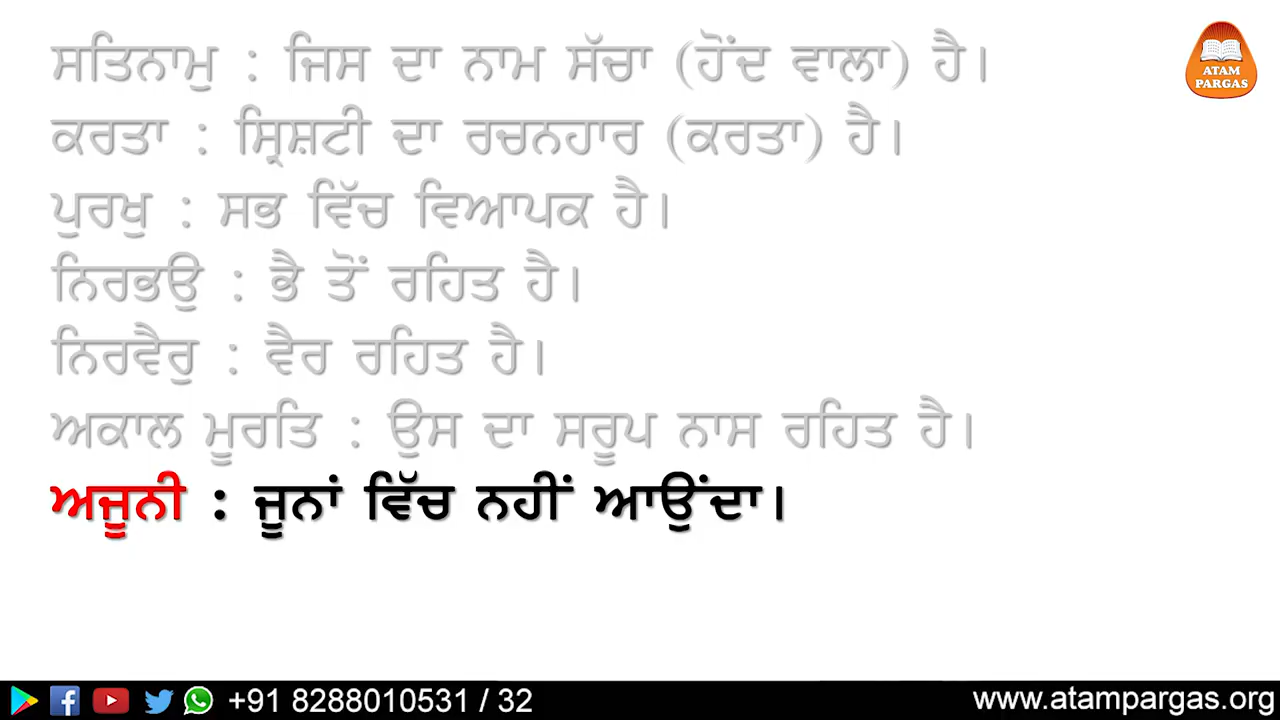 ਸਤਿਨਾਮੁ : ਜਿਸ ਦਾ ਨਾਮ ਸੱਚਾ (ਹੋਂਦ ਵਾਲਾ) ਹੈ।
ਕਰਤਾ : ਸ੍ਰਿਸ਼ਟੀ ਦਾ ਰਚਨਹਾਰ (ਕਰਤਾ) ਹੈ।
ਪੁਰਖੁ : ਸਭ ਵਿੱਚ ਵਿਆਪਕ ਹੈ।
ਨਿਰਭਉ : ਭੈ ਤੋਂ ਰਹਿਤ ਹੈ।
ਨਿਰਵੈਰੁ : ਵੈਰ ਰਹਿਤ ਹੈ।
ਅਕਾਲ ਮੂਰਤਿ : ਉਸ ਦਾ ਸਰੂਪ ਨਾਸ ਰਹਿਤ ਹੈ।
ਅਜੂਨੀ : ਜੂਨਾਂ ਵਿੱਚ ਨਹੀਂ ਆਉਂਦਾ।
ATAM
PARGAS
+91 8288010531 / 32
www.atampargas.org